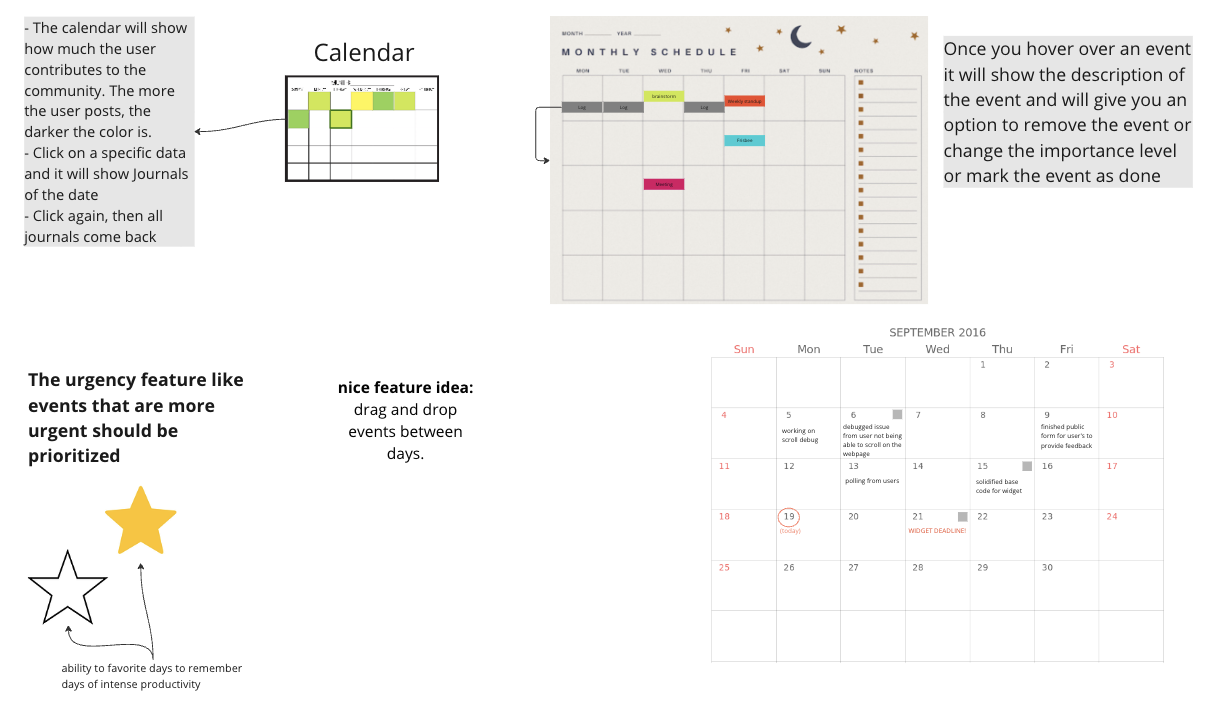 - The calendar will show
how much the user
contributes to the
community. The more
the user posts, the
darker the color is.
- Click on a specific data
and it will show Journals
of the date
- Click again, then all
journals come back
Calendar
MONTH
YEAR
MONTHLY SCHEDULE
MON TUE WED THU FRI SAT SUN NOTES
brainstorm
Log Log Log Weekly standup
Meeting
Once you hover over an event
it will show the description of
the event and will give you an
option to remove the event or
change the importance level
or mark the event as done
The urgency feature like
events that are more
urgent should be
prioritized
nice feature idea:
drag and drop
events between
days.
ability to favorite days to remember
days of intense productivity
SEPTEMBER 2016
Sun Mon Tue Wed Thu Fri Sat
1 2 3
4 5 6 7 8 9 10
working on
scroll debug
debugged issue
from user not being
able to scroll on the
webpage
finished public
form for user's to
provide feedback
11 12 13 14 15 16 17
polling from users
solidified base
code for widget
18 19 20 21 22 23 24
(today)
WIDGET DEADLINE!
25 26 27 28 29 30